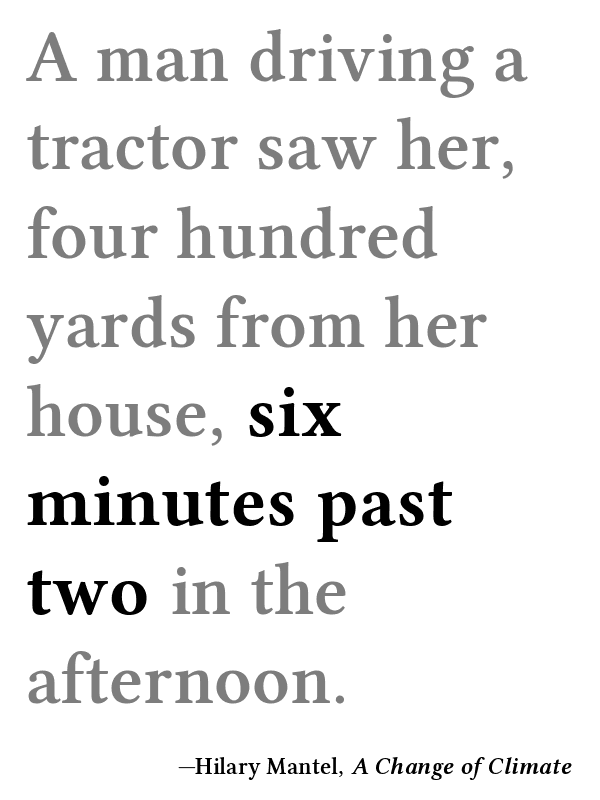 A man driving a
tractor saw her,
four hundred
yards from her
house, six
minutes past
two in the
afternoon.
—Hilary Mantel, A Change of Climate